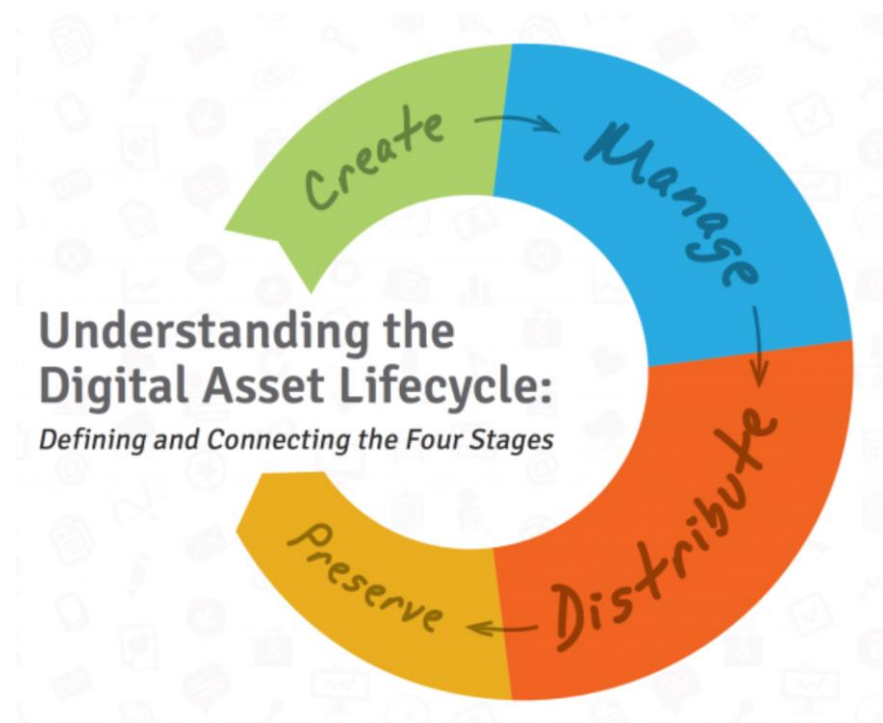 Create
Manage
Understanding the
Digital Asset Lifecycle:
Defining and Connecting the Four Stages
Distribute
Preserve